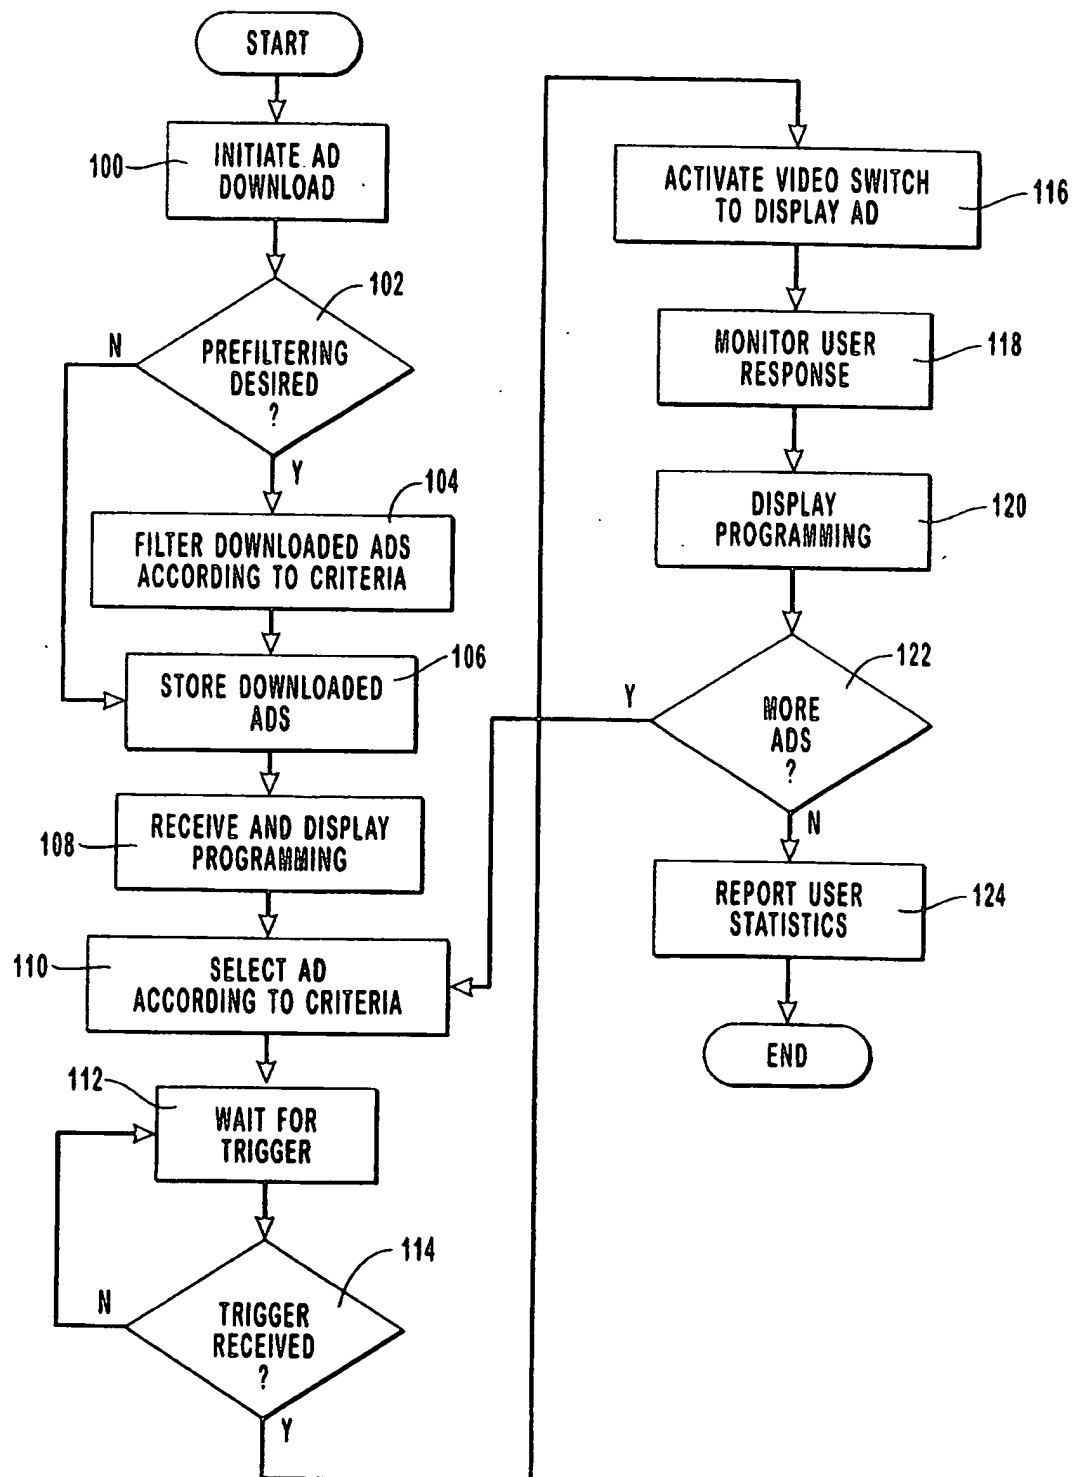 START
100
INITIATE AD
DOWNLOAD
102
N
PREFILTERING
DESIRED
?
Y
104
FILTER DOWNLOADED ADS
ACCORDING TO CRITERIA
106
STORE DOWNLOADED
ADS
108
RECEIVE AND DISPLAY
PROGRAMMING
110
SELECT AD
ACCORDING TO CRITERIA
112
WAIT FOR
TRIGGER
114
N
TRIGGER
RECEIVED
?
Y
ACTIVATE VIDEO SWITCH
TO DISPLAY AD
116
MONITOR USER
RESPONSE
118
DISPLAY
PROGRAMMING
120
122
Y
MORE
ADS
?
N
REPORT USER
STATISTICS
124
END